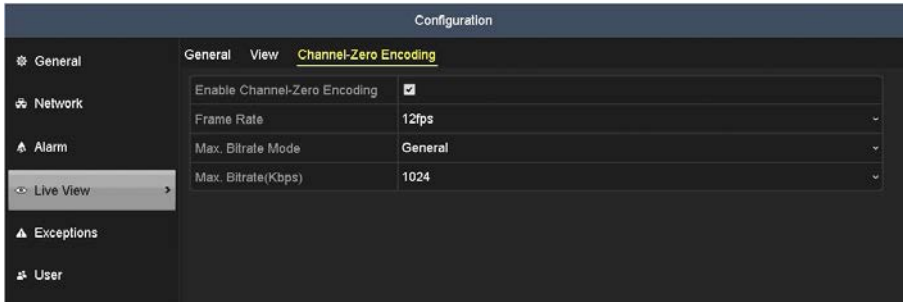 Configuration
General
Network
Alarm
Live View
Exceptions
User
General View Channel-Zero Encoding
Enable Channel-Zero Encoding
Frame Rate 12fps
Max. Bitrate Mode General
Max. Bitrate(Kbps) 1024